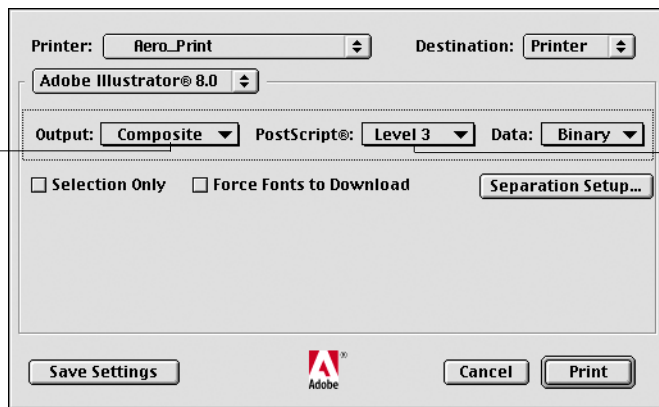 Printer: Aero_Print Destination: Printer
Adobe Illustrator® 8.0
Output: Composite PostScript®: Level 3 Data: Binary
Selection Only Force Fonts to Download Separation Setup...
Save Settings Adobe ® Cancel Print